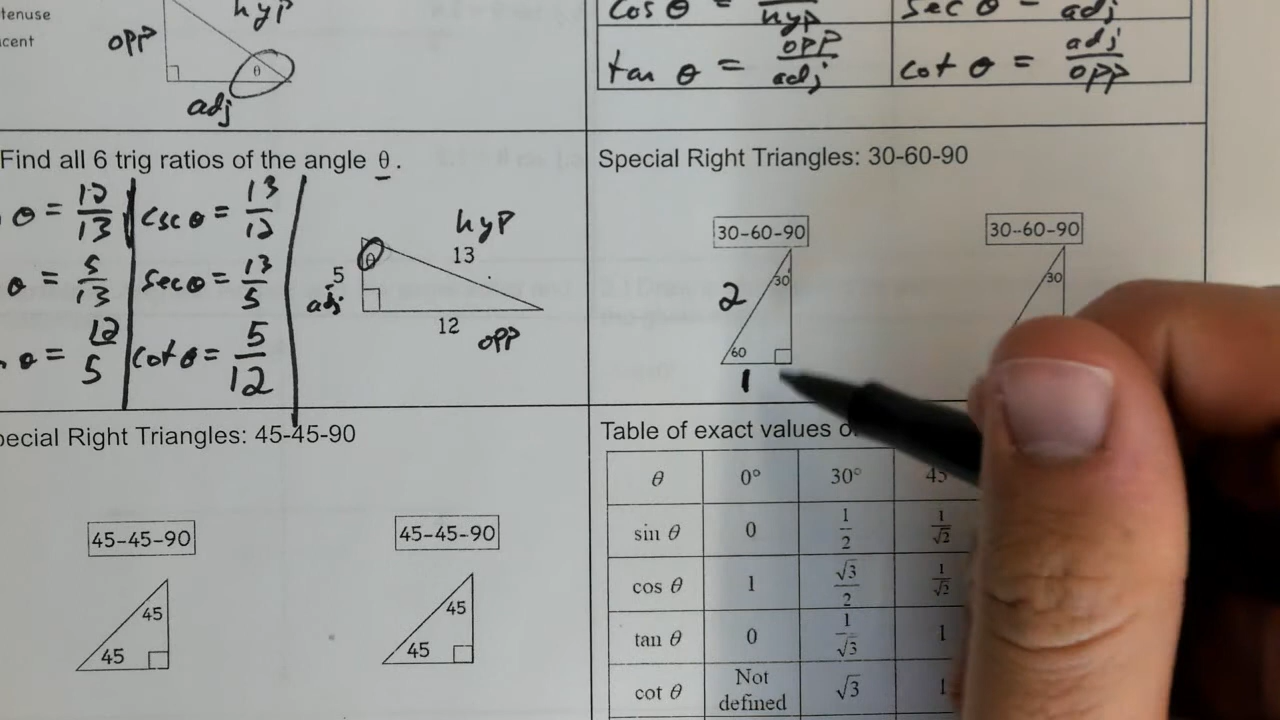 tenuse
hyp
cent
opp
θ
adj
cos θ = / hyp
sec θ = / adj
tan θ = opp/adj
cot θ = adj/opp
Find all 6 trig ratios of the angle θ.
θ = 12/13
csc θ = 13/12
θ = 5/13
sec θ = 13/5
θ = 12/5
cot θ = 5/12
θ
hyp
13
5
adj
12
opp
Special Right Triangles: 30-60-90
30-60-90
30
2
60
1
30-60-90
30
pecial Right Triangles: 45-45-90
45-45-90
45
45
45-45-90
45
45
Table of exact values o
θ 0° 30° 45
sin θ 0 1/2 1/√2
cos θ 1 √3/2 1/√2
tan θ 0 1/√3 1
cot θ Not defined √3 1